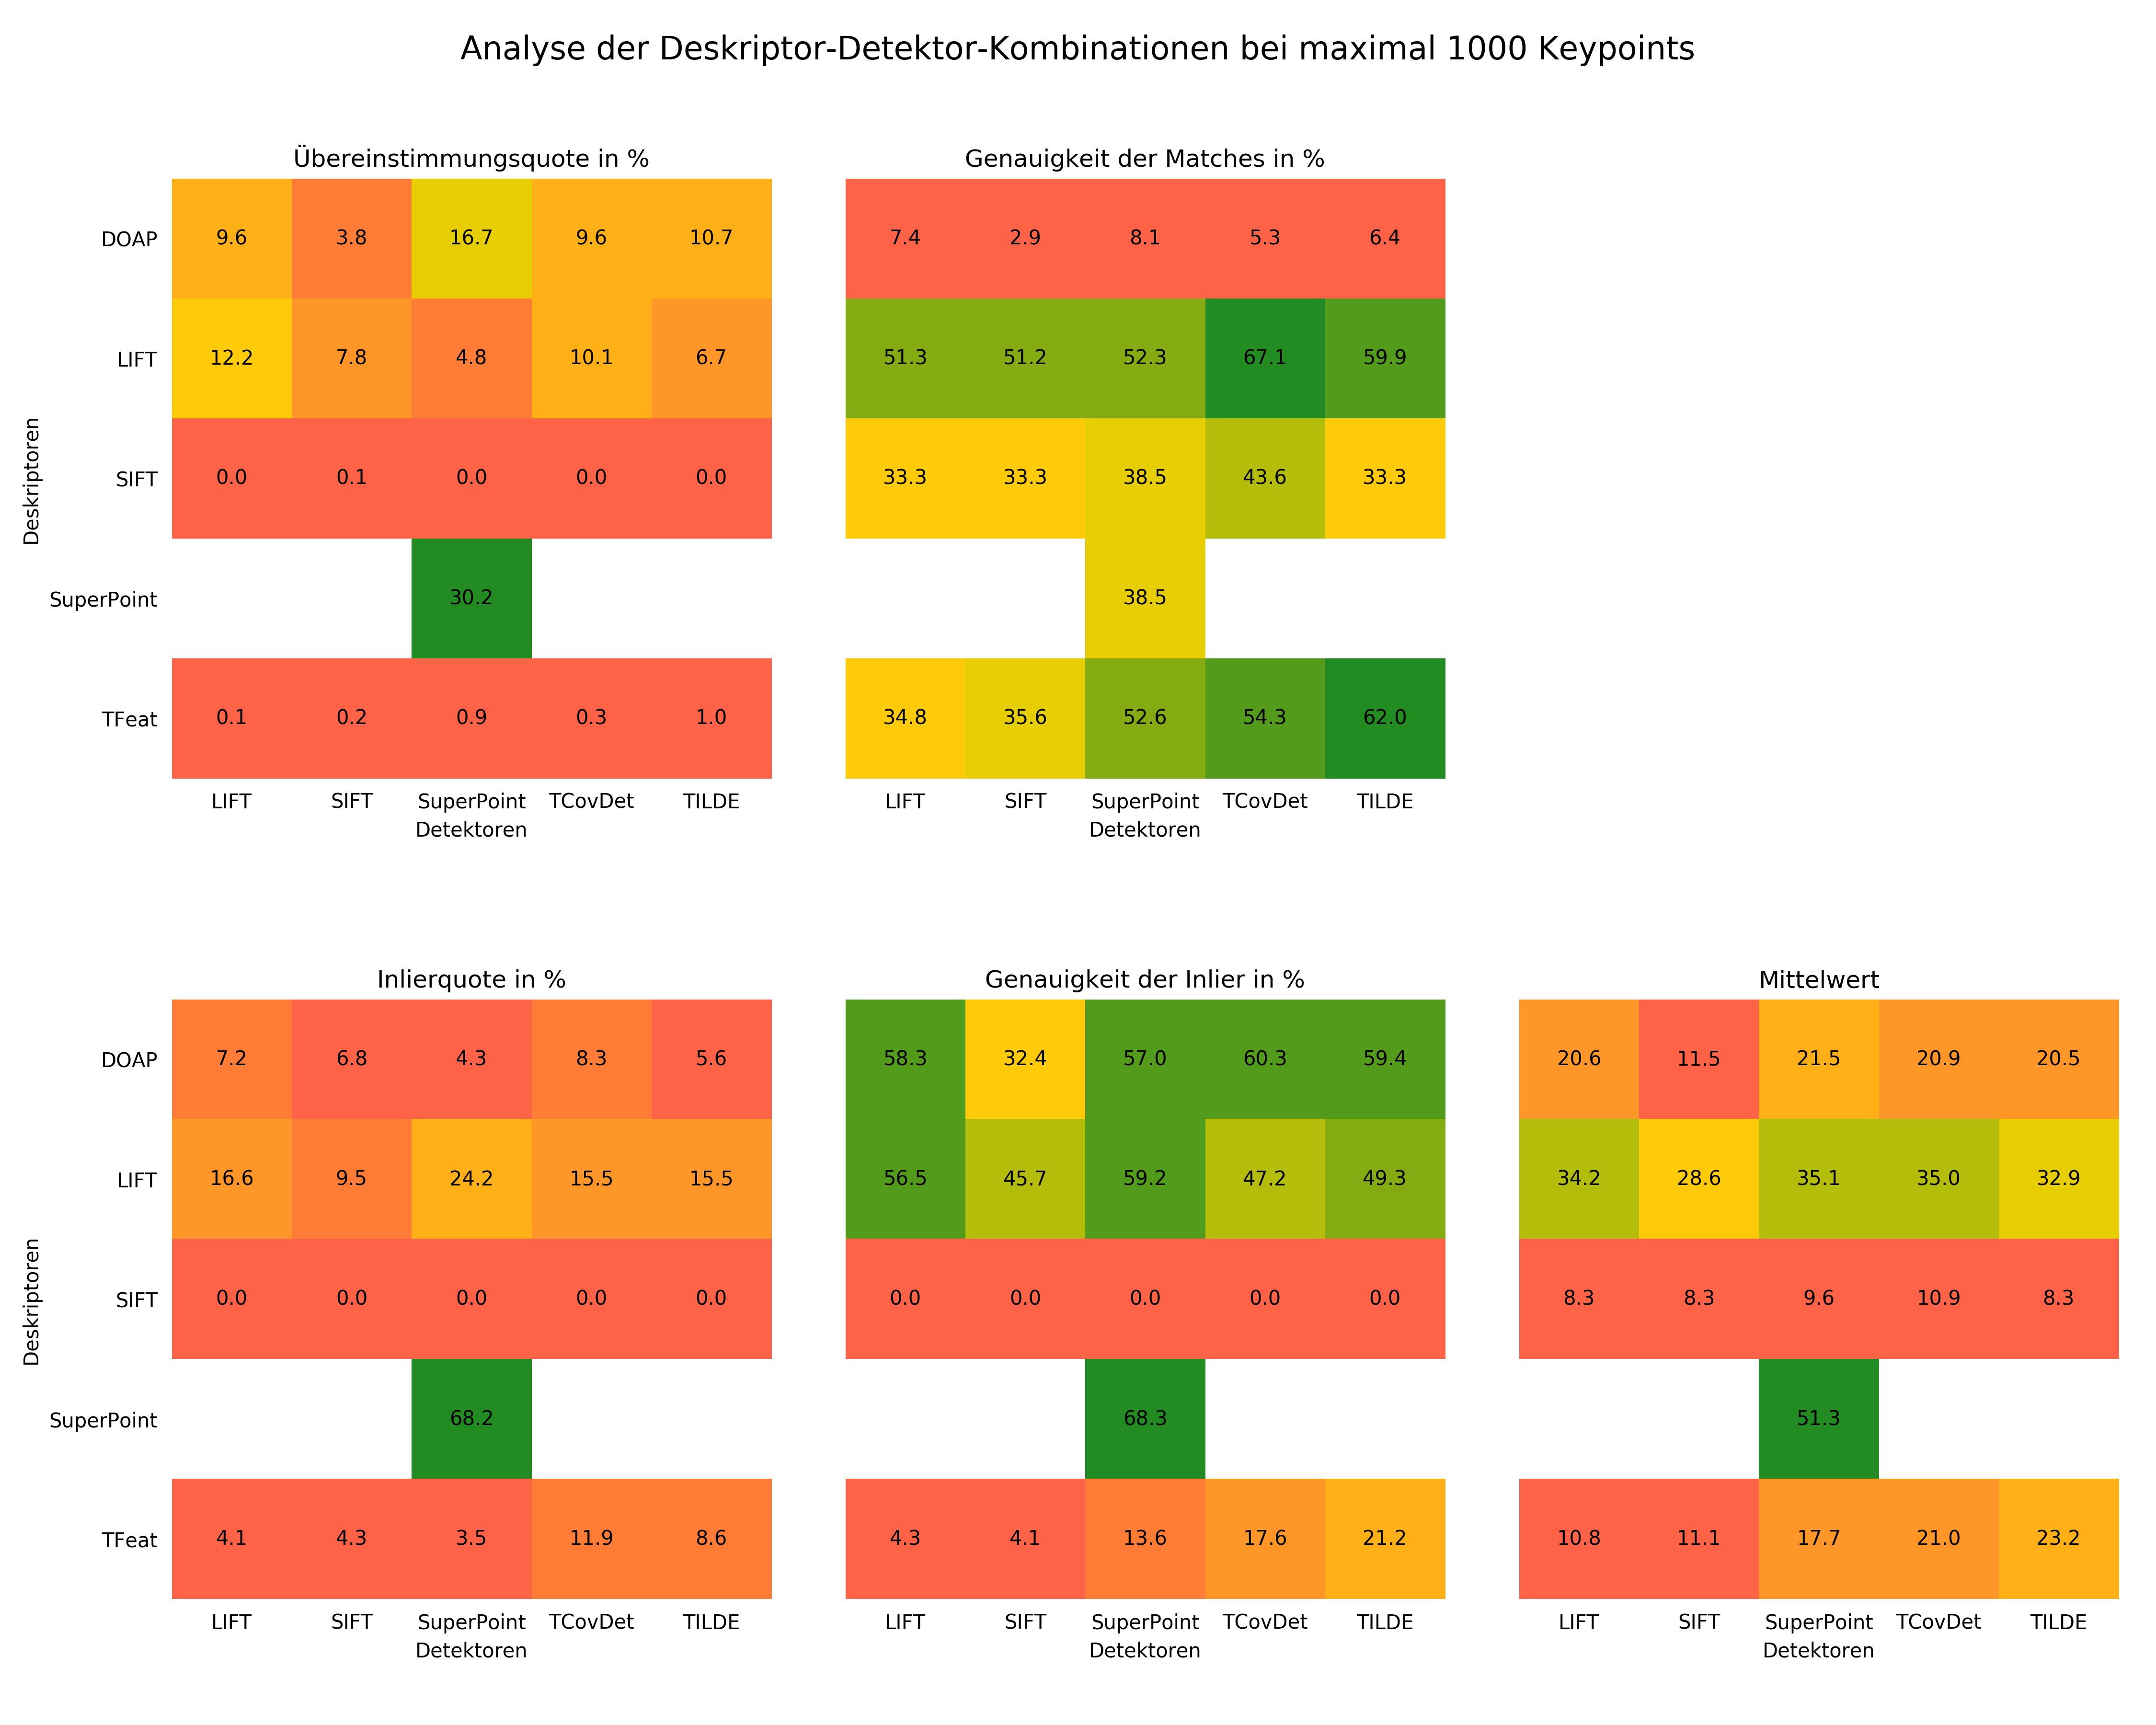 Analyse der Deskriptor-Detektor-Kombinationen bei maximal 1000 Keypoints
Übereinstimmungsquote in %
Deskriptoren
DOAP 9.6 3.8 16.7 9.6 10.7
LIFT 12.2 7.8 4.8 10.1 6.7
SIFT 0.0 0.1 0.0 0.0 0.0
SuperPoint 30.2
TFeat 0.1 0.2 0.9 0.3 1.0
LIFT SIFT SuperPoint TCovDet TILDE
Detektoren
Genauigkeit der Matches in %
7.4 2.9 8.1 5.3 6.4
51.3 51.2 52.3 67.1 59.9
33.3 33.3 38.5 43.6 33.3
38.5
34.8 35.6 52.6 54.3 62.0
LIFT SIFT SuperPoint TCovDet TILDE
Detektoren
Inlierquote in %
Deskriptoren
DOAP 7.2 6.8 4.3 8.3 5.6
LIFT 16.6 9.5 24.2 15.5 15.5
SIFT 0.0 0.0 0.0 0.0 0.0
SuperPoint 68.2
TFeat 4.1 4.3 3.5 11.9 8.6
LIFT SIFT SuperPoint TCovDet TILDE
Detektoren
Genauigkeit der Inlier in %
58.3 32.4 57.0 60.3 59.4
56.5 45.7 59.2 47.2 49.3
0.0 0.0 0.0 0.0 0.0
68.3
4.3 4.1 13.6 17.6 21.2
LIFT SIFT SuperPoint TCovDet TILDE
Detektoren
Mittelwert
20.6 11.5 21.5 20.9 20.5
34.2 28.6 35.1 35.0 32.9
8.3 8.3 9.6 10.9 8.3
51.3
10.8 11.1 17.7 21.0 23.2
LIFT SIFT SuperPoint TCovDet TILDE
Detektoren